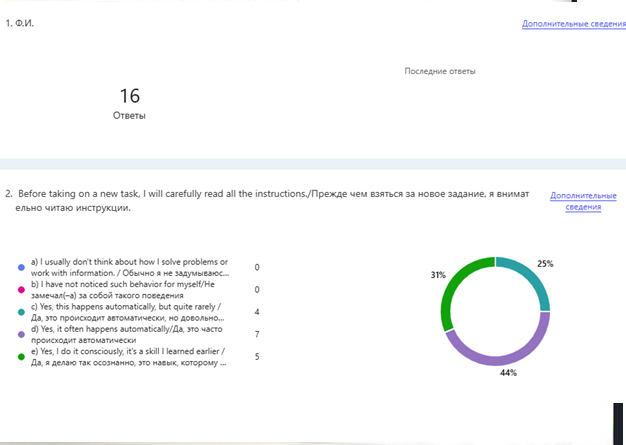 1. Ф.И.
Дополнительные сведения
Последние ответы
16
Ответы
2. Before taking on a new task, I will carefully read all the instructions./Прежде чем взяться за новое задание, я внимат
ельно читаю инструкции.
Дополнительные
сведения
a) I usually don't think about how I solve problems or
work with information. / Обычно я не задумываюс...
0
b) I have not noticed such behavior for myself/Не
замечал(–а) за собой такого поведения
0
c) Yes, this happens automatically, but quite rarely /
Да, это происходит автоматически, но довольно...
4
d) Yes, it often happens automatically/Да, это часто
происходит автоматически
7
e) Yes, I do it consciously, it's a skill I learned earlier /
Да, я делаю так осознанно, это навык, которому ...
5
25%
31%
44%